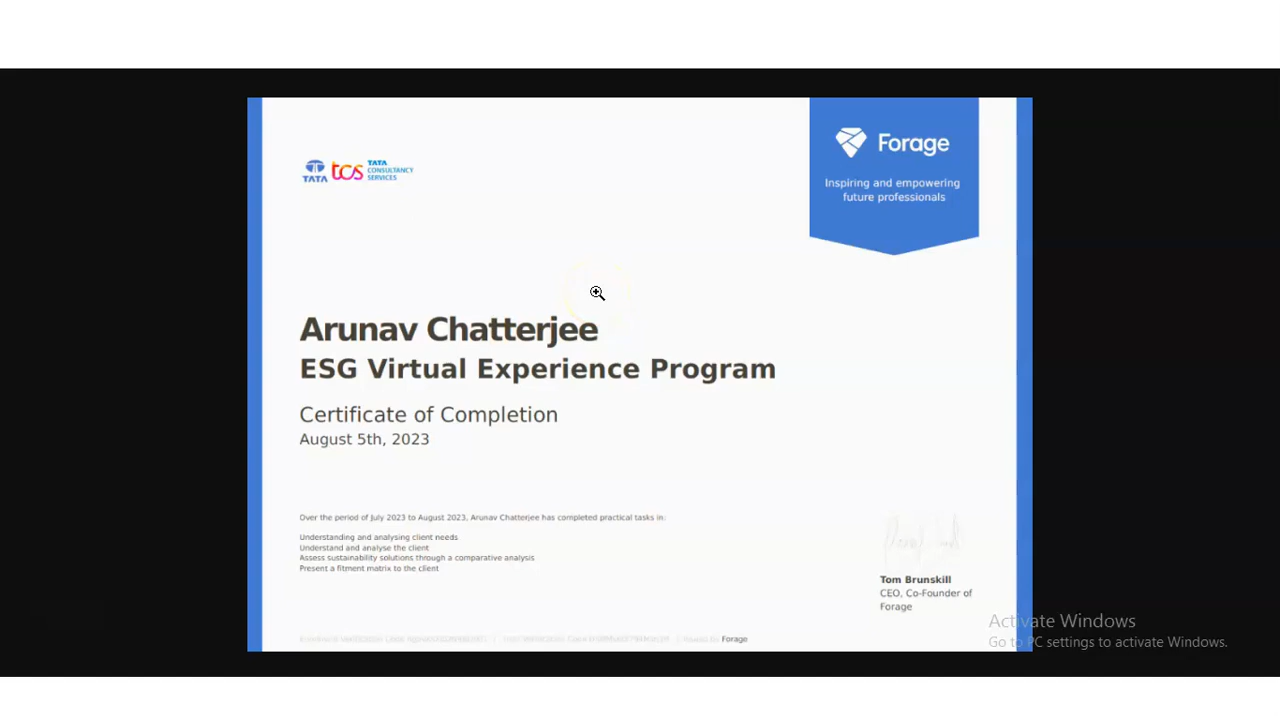 TATA
tcs
TATA
CONSULTANCY
SERVICES
Forage
Inspiring and empowering
future professionals
Arunav Chatterjee
ESG Virtual Experience Program
Certificate of Completion
August 5th, 2023
Over the period of July 2023 to August 2023, Arunav Chatterjee has completed practical tasks in:
Understanding and analysing client needs
Understand and analyse the client
Assess sustainability solutions through a comparative analysis
Present a fitment matrix to the client
Tom Brunskill
CEO, Co-Founder of
Forage
Forage
Activate Windows
Go to PC settings to activate Windows.